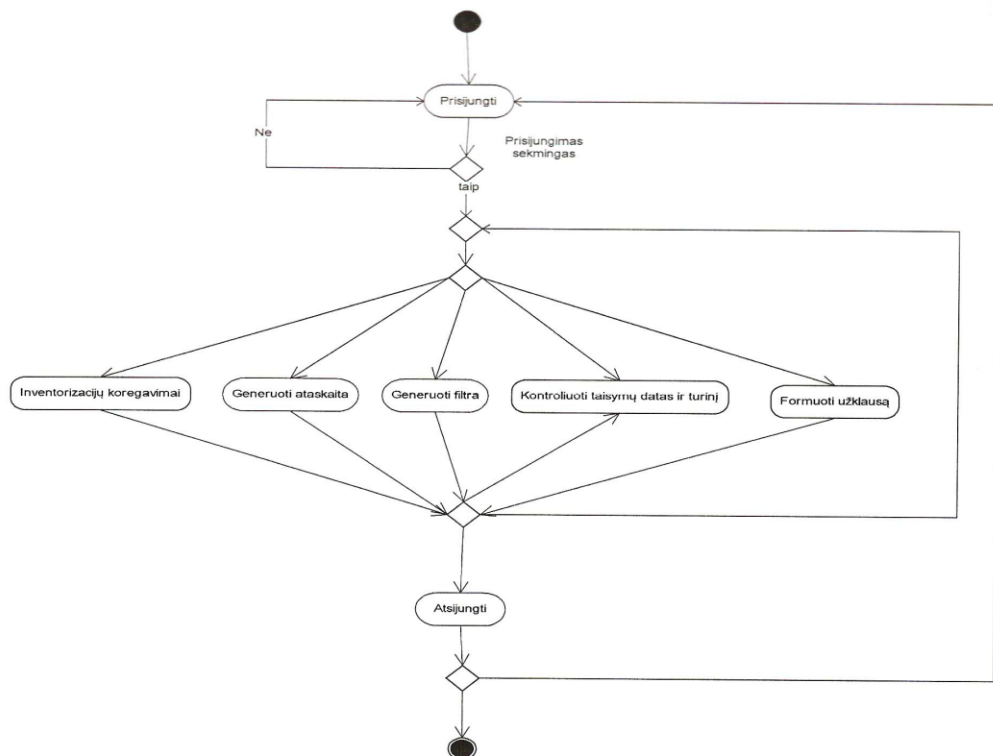 Prisijungti
Ne
Prisijungimas
sekmingas
taip
Inventorizacijų koregavimai
Generuoti ataskaita
Generuoti filtra
Kontroliuoti taisymų datas ir turinį
Formuoti užklausą
Atsijungti